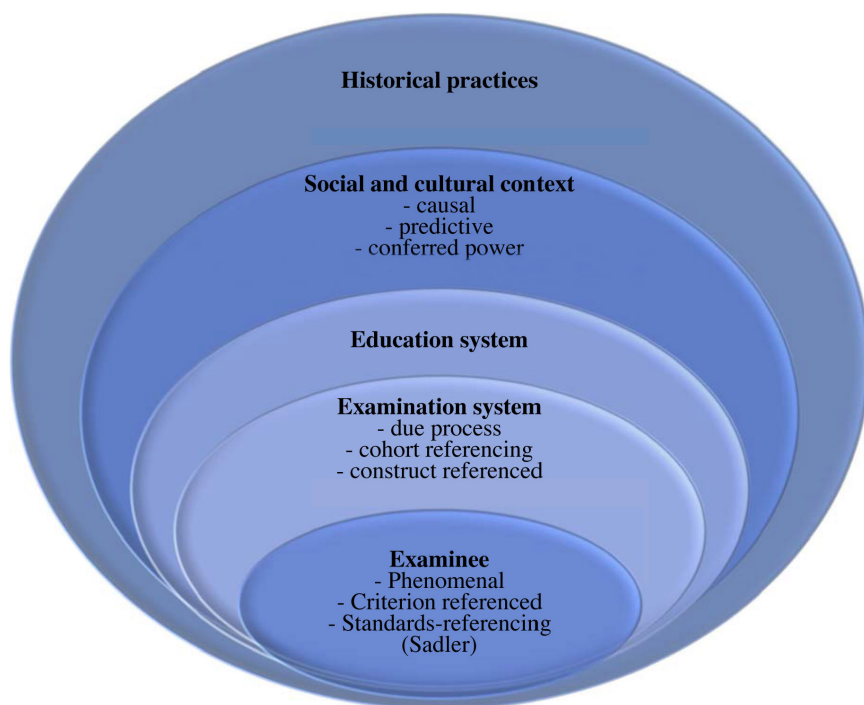 Historical practices
Social and cultural context
- causal
- predictive
- conferred power
Education system
Examination system
- due process
- cohort referencing
- construct referenced
Examinee
- Phenomenal
- Criterion referenced
- Standards-referencing
(Sadler)